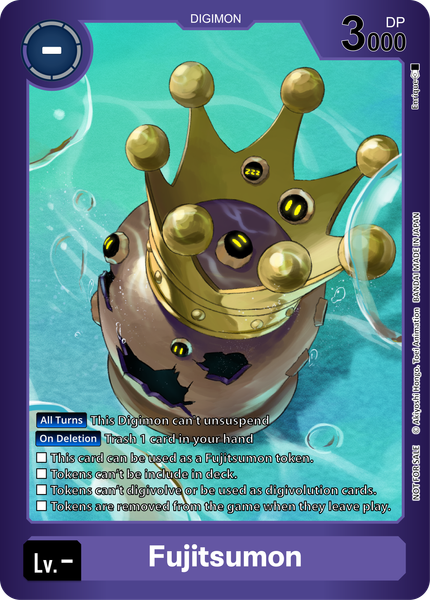 DIGIMON
-
3000
DP
zzz
All Turns This Digimon can't unsuspend
On Deletion Trash 1 card in your hand
This card can be used as a Fujitsumon token.
Tokens can't be include in deck.
Tokens can't digivolve or be used as digivolution cards.
Tokens are removed from the game when they leave play.
Lv.-
Fujitsumon
NOT FOR SALE © Akiyoshi Hongo, Toei Animation BANDAI MADE IN JAPAN